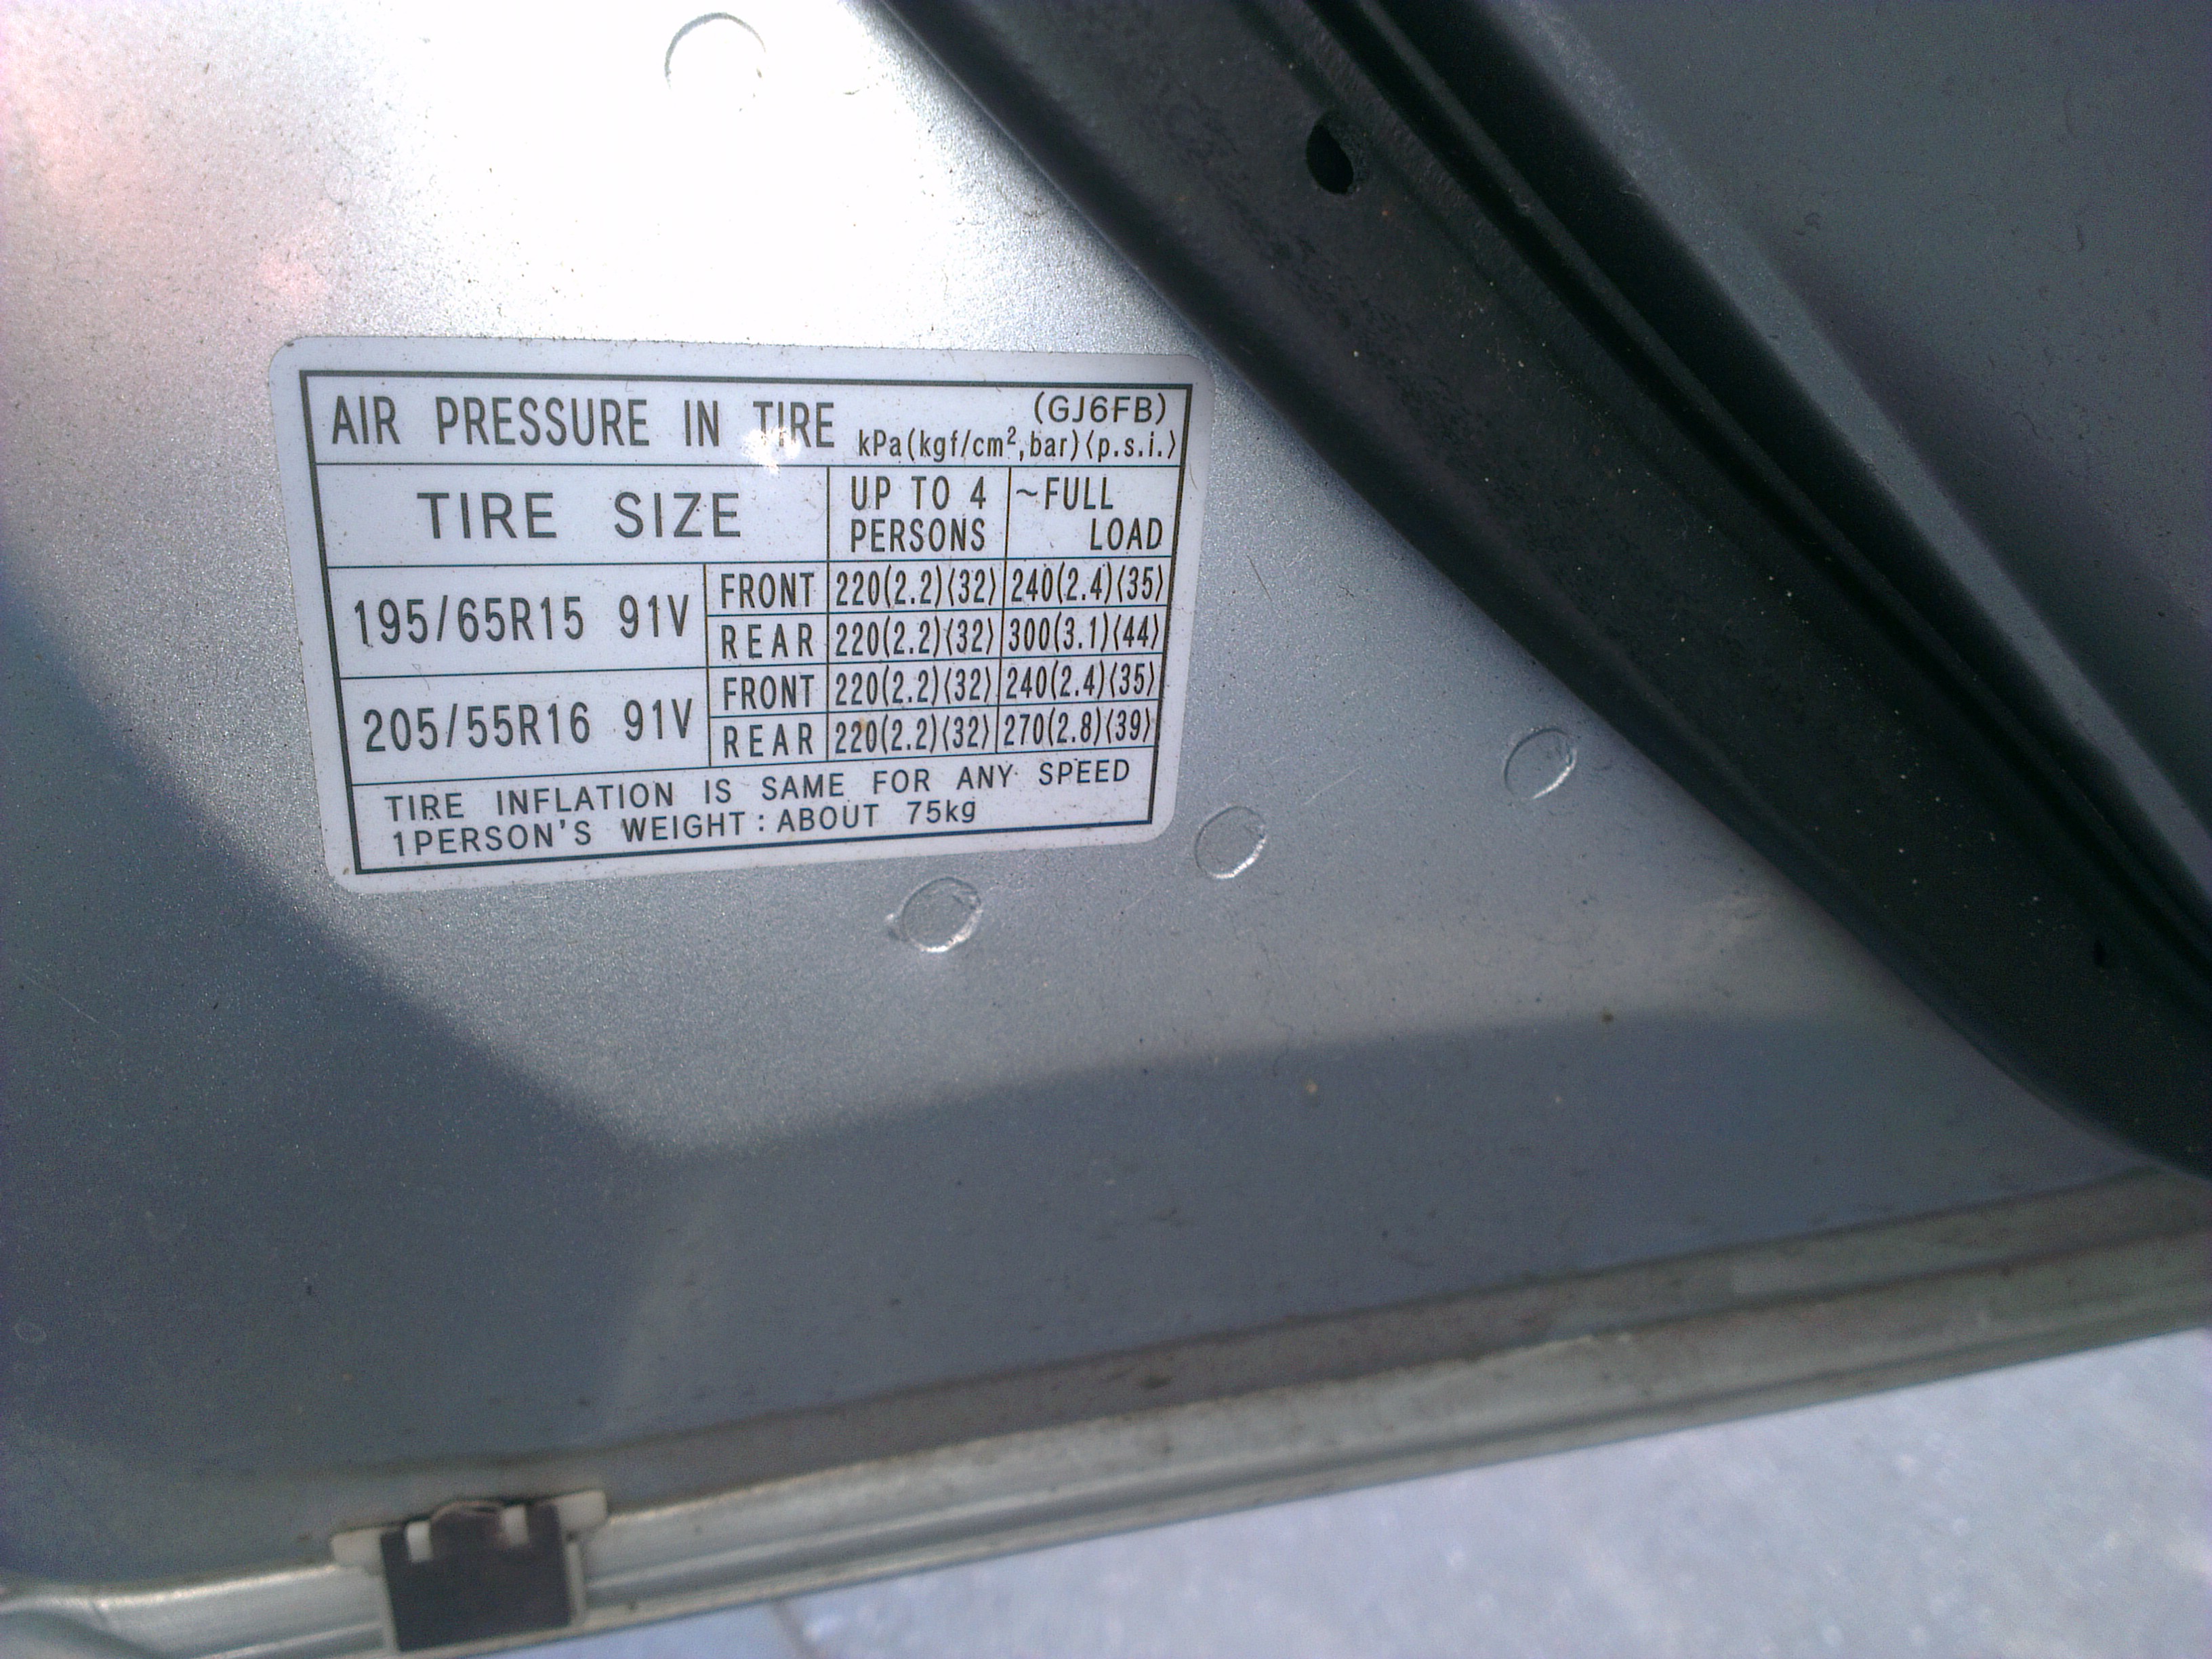 AIR PRESSURE IN TIRE (GJ6FB)
kPa(kgf/cm²,bar)⟨p.s.i.⟩
TIRE SIZE UP TO 4 PERSONS ~FULL LOAD
195/65R15 91V FRONT 220(2.2)⟨32⟩ 240(2.4)⟨35⟩
REAR 220(2.2)⟨32⟩ 300(3.1)⟨44⟩
205/55R16 91V FRONT 220(2.2)⟨32⟩ 240(2.4)⟨35⟩
REAR 220(2.2)⟨32⟩ 270(2.8)⟨39⟩
TIRE INFLATION IS SAME FOR ANY SPEED
1PERSON'S WEIGHT:ABOUT 75kg